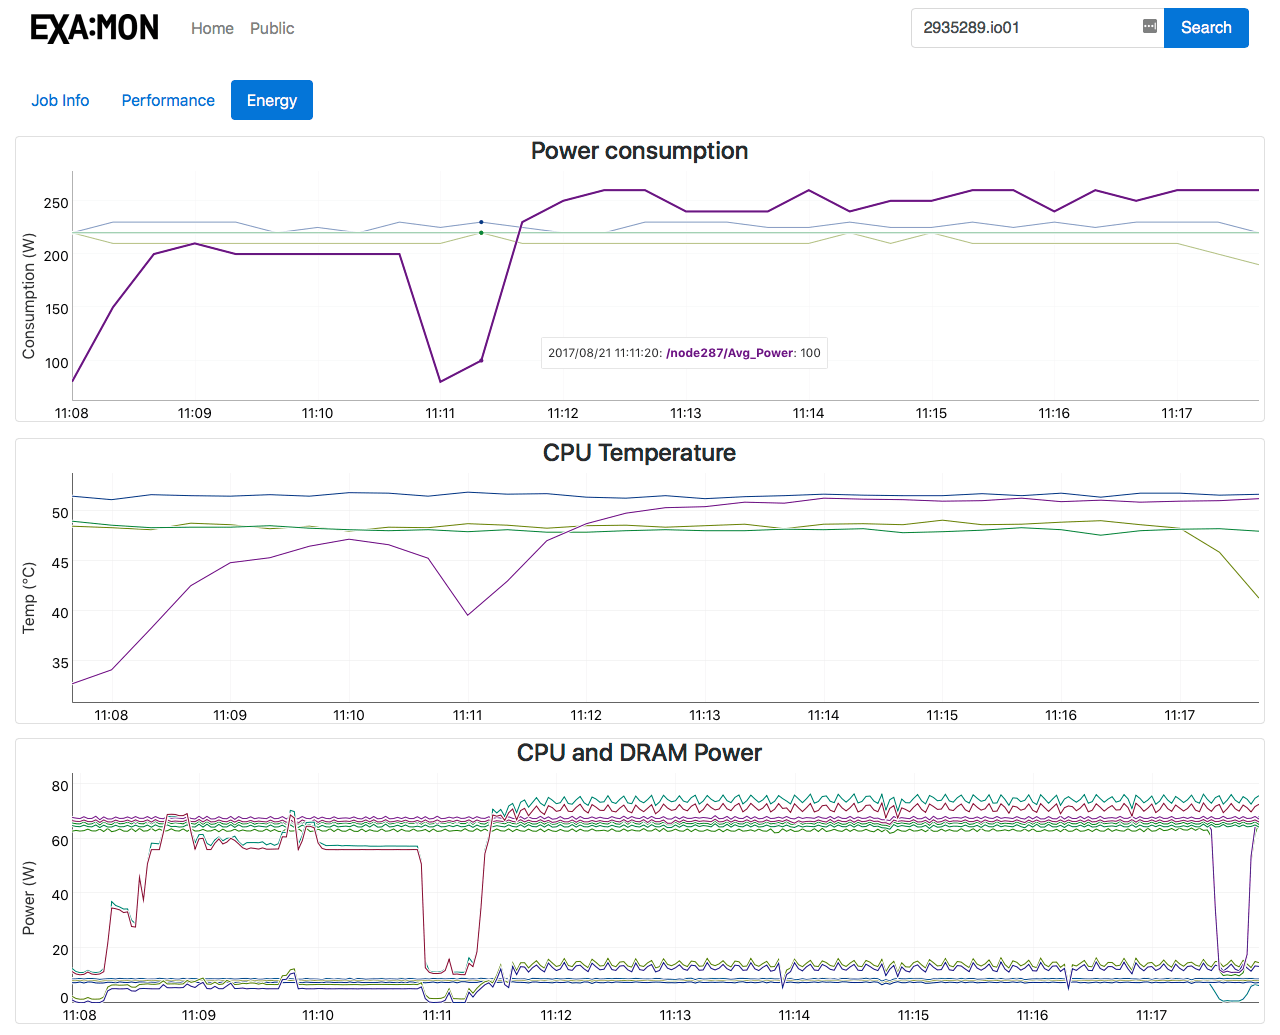 EXA:MON Home Public 2935289.io01 Search
Job Info Performance Energy
Power consumption
Consumption (W)
250
200
150
100
2017/08/21 11:11:20: /node287/Avg_Power: 100
11:08 11:09 11:10 11:11 11:12 11:13 11:14 11:15 11:16 11:17
CPU Temperature
Temp (°C)
50
45
40
35
11:08 11:09 11:10 11:11 11:12 11:13 11:14 11:15 11:16 11:17
CPU and DRAM Power
Power (W)
80
60
40
20
0
11:08 11:09 11:10 11:11 11:12 11:13 11:14 11:15 11:16 11:17